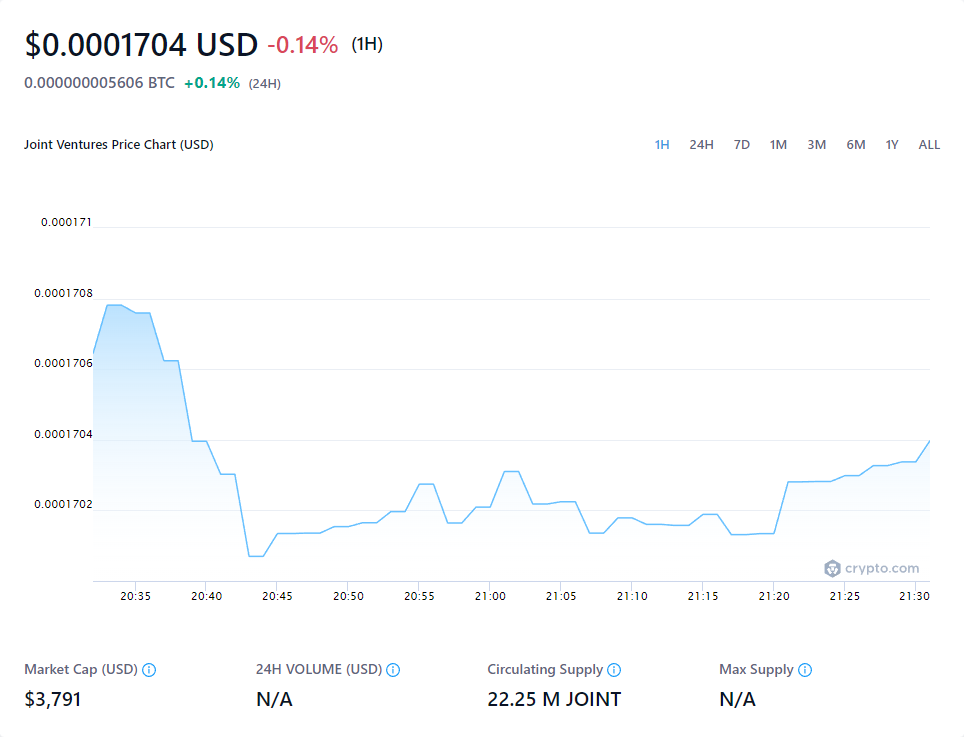 $0.0001704 USD -0.14% (1H)
0.000000005606 BTC +0.14% (24H)
Joint Ventures Price Chart (USD)
1H 24H 7D 1M 3M 6M 1Y ALL
0.000171
0.0001708
0.0001706
0.0001704
0.0001702
crypto.com
20:35 20:40 20:45 20:50 20:55 21:00 21:05 21:10 21:15 21:20 21:25 21:30
Market Cap (USD) 24H VOLUME (USD) Circulating Supply Max Supply
$3,791 N/A 22.25 M JOINT N/A